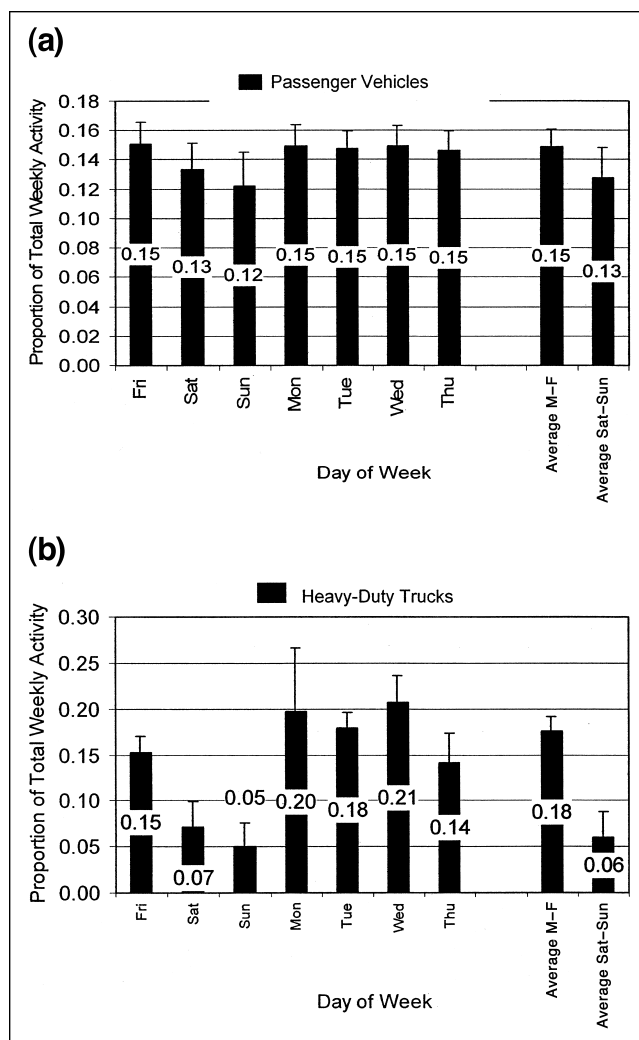 (a)
Passenger Vehicles
Proportion of Total Weekly Activity
0.18
0.16
0.14
0.12
0.10
0.08
0.06
0.04
0.02
0.00
0.15
0.13
0.12
0.15
0.15
0.15
0.15
0.15
0.13
Fri
Sat
Sun
Mon
Tue
Wed
Thu
Average M–F
Average Sat–Sun
Day of Week
(b)
Heavy-Duty Trucks
Proportion of Total Weekly Activity
0.30
0.25
0.20
0.15
0.10
0.05
0.00
0.15
0.07
0.05
0.20
0.18
0.21
0.14
0.18
0.06
Fri
Sat
Sun
Mon
Tue
Wed
Thu
Average M–F
Average Sat–Sun
Day of Week